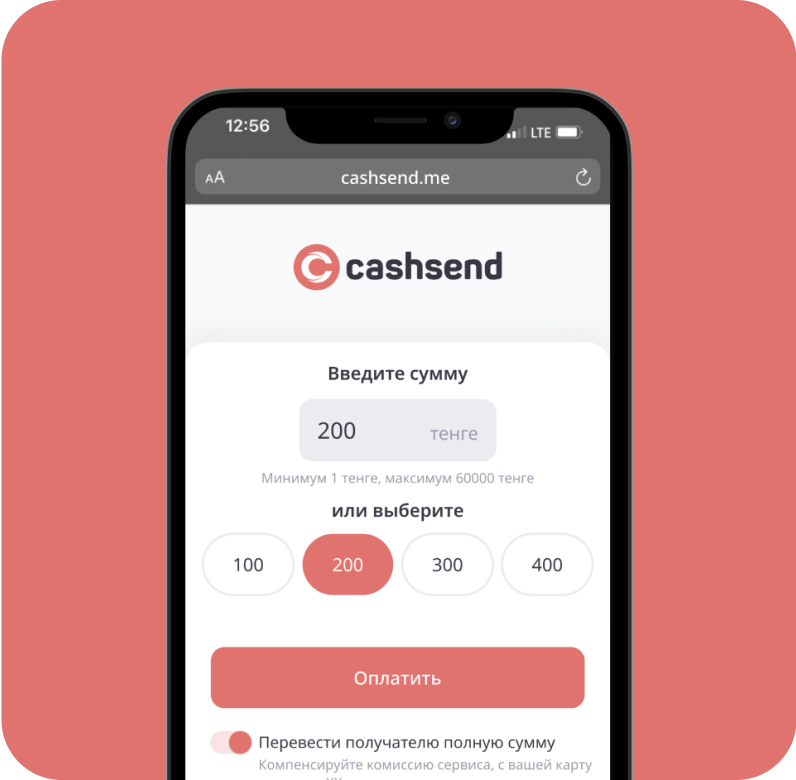 12:56
LTE
AA
cashsend.me
cashsend
Введите сумму
200 тенге
Минимум 1 тенге, максимум 60000 тенге
или выберите
100 200 300 400
Оплатить
Перевести получателю полную сумму
Компенсируйте комиссию сервиса, с вашей карту